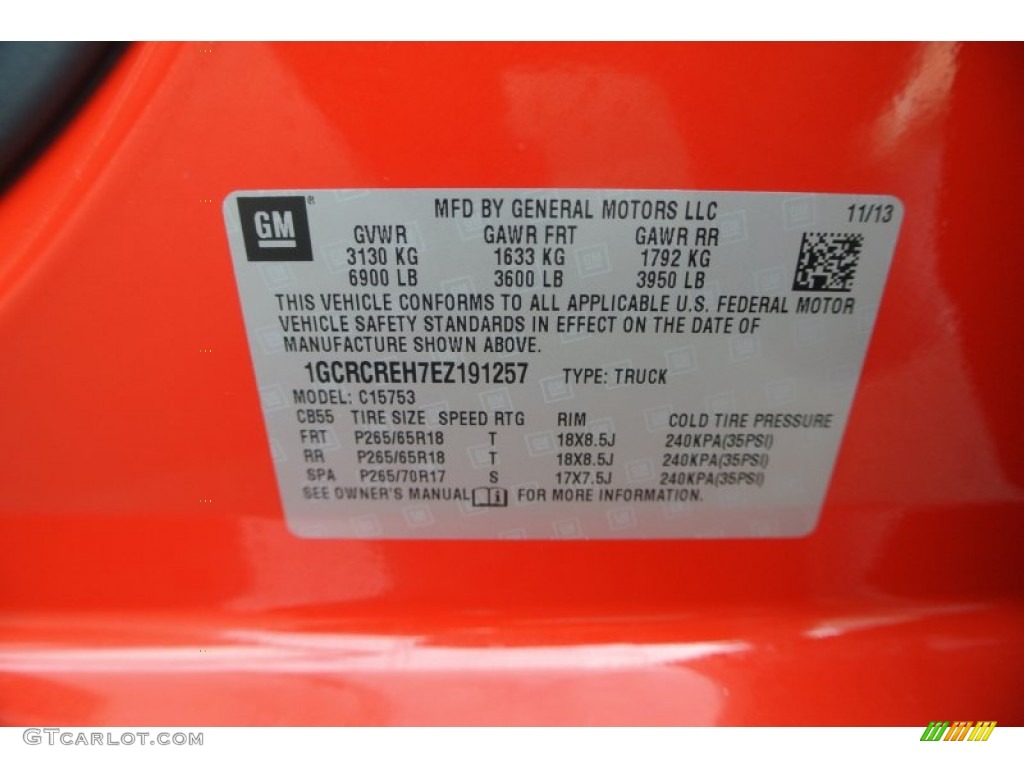 GM®
MFD BY GENERAL MOTORS LLC 11/13
GVWR GAWR FRT GAWR RR
3130 KG 1633 KG 1792 KG
6900 LB 3600 LB 3950 LB
THIS VEHICLE CONFORMS TO ALL APPLICABLE U.S. FEDERAL MOTOR
VEHICLE SAFETY STANDARDS IN EFFECT ON THE DATE OF
MANUFACTURE SHOWN ABOVE.
1GCRCREH7EZ191257 TYPE: TRUCK
MODEL: C15753
CB55 TIRE SIZE SPEED RTG RIM COLD TIRE PRESSURE
FRT P265/65R18 T 18X8.5J 240KPA(35PSI)
RR P265/65R18 T 18X8.5J 240KPA(35PSI)
SPA P265/70R17 S 17X7.5J 240KPA(35PSI)
SEE OWNER'S MANUAL FOR MORE INFORMATION.
GTCarLot.com